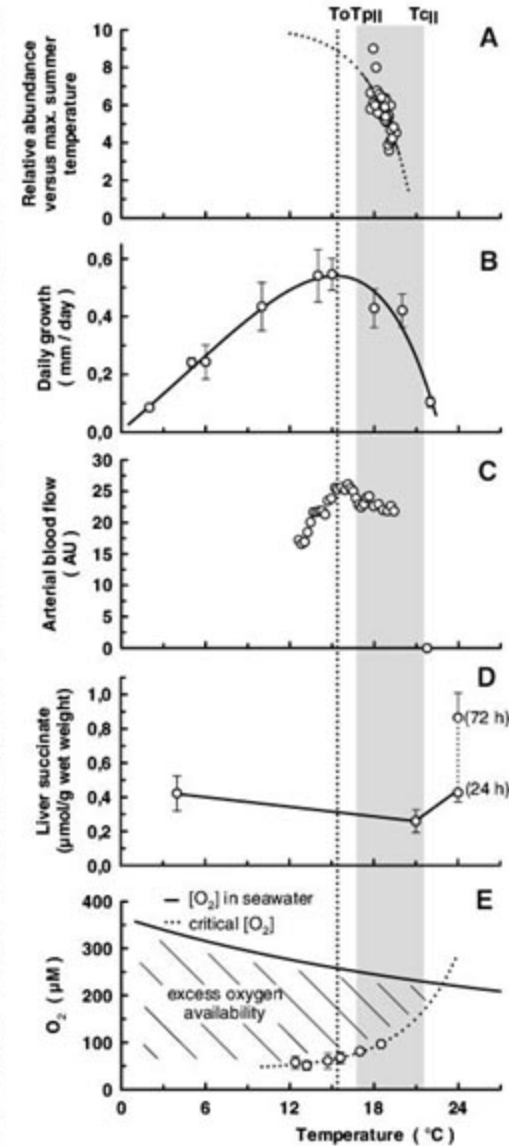 To TpII TcII
A
Relative abundance
versus max. summer
temperature
10
8
6
4
2
0
B
Daily growth
( mm / day )
0,6
0,4
0,2
0,0
C
Arterial blood flow
( AU )
30
25
20
15
10
5
0
D
Liver succinate
(µmol/g wet weight)
1,0
0,8
0,6
0,4
0,2
0,0
(72 h)
(24 h)
E
O2 ( µM )
400
300
200
100
0
[O2] in seawater
critical [O2]
excess oxygen
availability
0 6 12 18 24
Temperature ( °C )